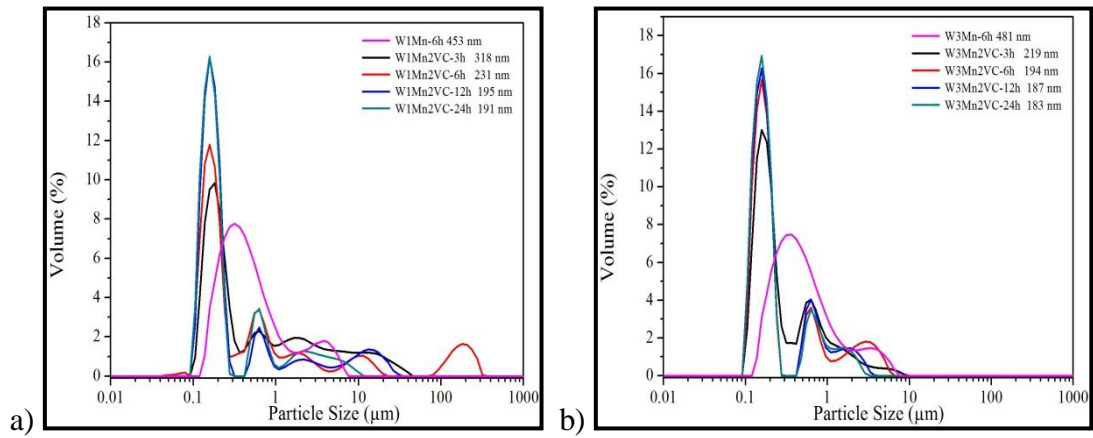 18
16
14
12
10
8
6
4
2
0
Volume (%)
W1Mn-6h 453 nm
W1Mn2VC-3h 318 nm
W1Mn2VC-6h 231 nm
W1Mn2VC-12h 195 nm
W1Mn2VC-24h 191 nm
0.01 0.1 1 10 100 1000
Particle Size (µm)
a)
18
16
14
12
10
8
6
4
2
0
Volume (%)
W3Mn-6h 481 nm
W3Mn2VC-3h 219 nm
W3Mn2VC-6h 194 nm
W3Mn2VC-12h 187 nm
W3Mn2VC-24h 183 nm
0.01 0.1 1 10 100 1000
Particle Size (µm)
b)